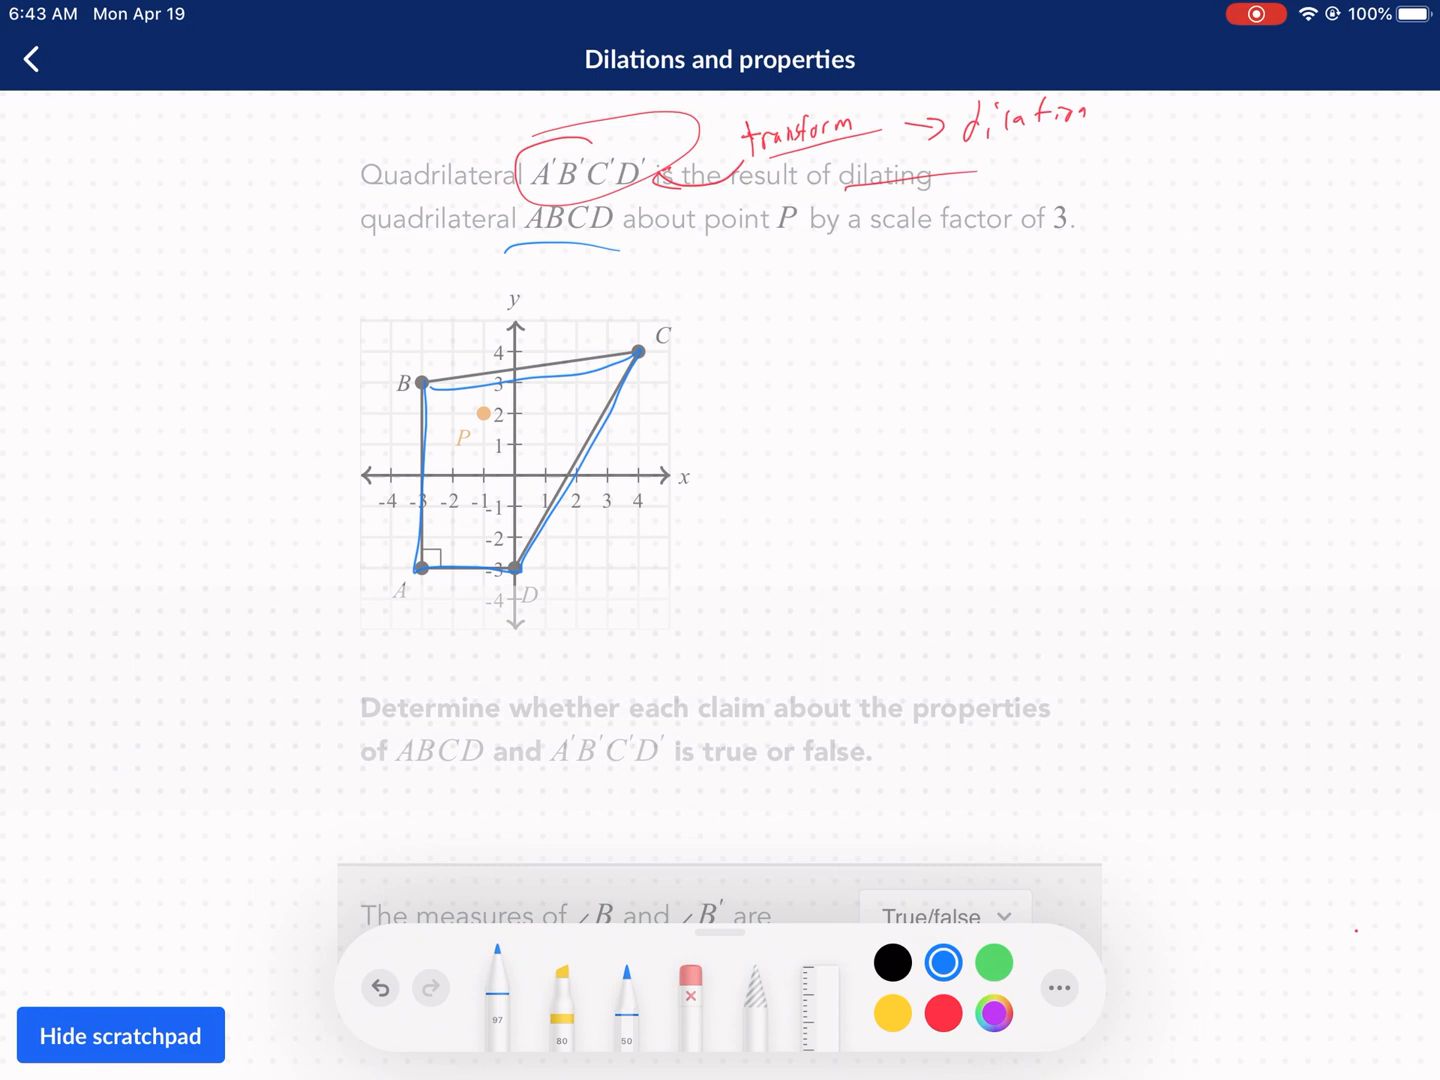 6:43 AM Mon Apr 19
100%
Dilations and properties
transform → dilation
Quadrilateral A'B'C'D' is the result of dilating
quadrilateral ABCD about point P by a scale factor of 3.
y
C
4
B
3
2
P
1
x
-4 -3 -2 -1 1 2 3 4
-1
-2
-3
A
-4 D
Determine whether each claim about the properties
of ABCD and A'B'C'D' is true or false.
The measures of ∠B and ∠B' are
True/false
97
80
50
Hide scratchpad